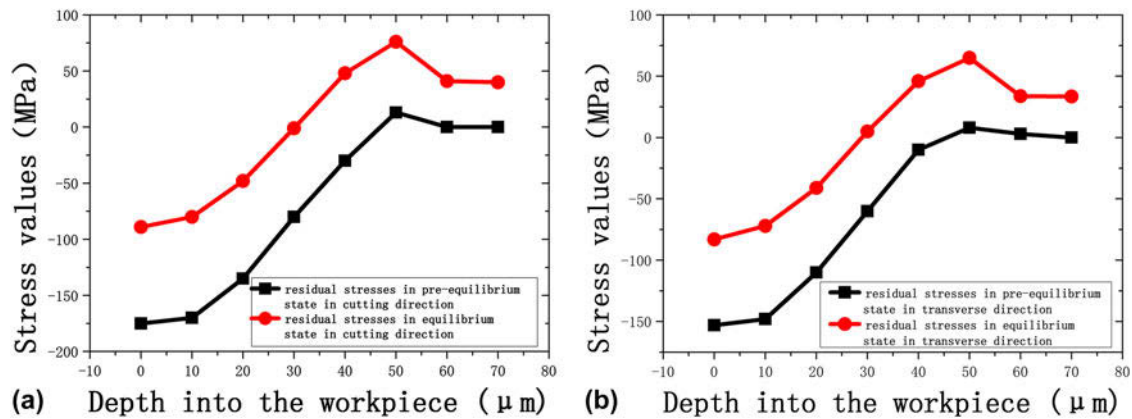 100
50
0
-50
-100
-150
-200
Stress values (MPa)
residual stresses in pre-equilibrium
state in cutting direction
residual stresses in equilibrium
state in cutting direction
-10 0 10 20 30 40 50 60 70 80
(a) Depth into the workpiece (μm)
100
50
0
-50
-100
-150
Stress values (MPa)
residual stresses in pre-equilibrium
state in transverse direction
residual stresses in equilibrium
state in transverse direction
-10 0 10 20 30 40 50 60 70 80
(b) Depth into the workpiece (μm)